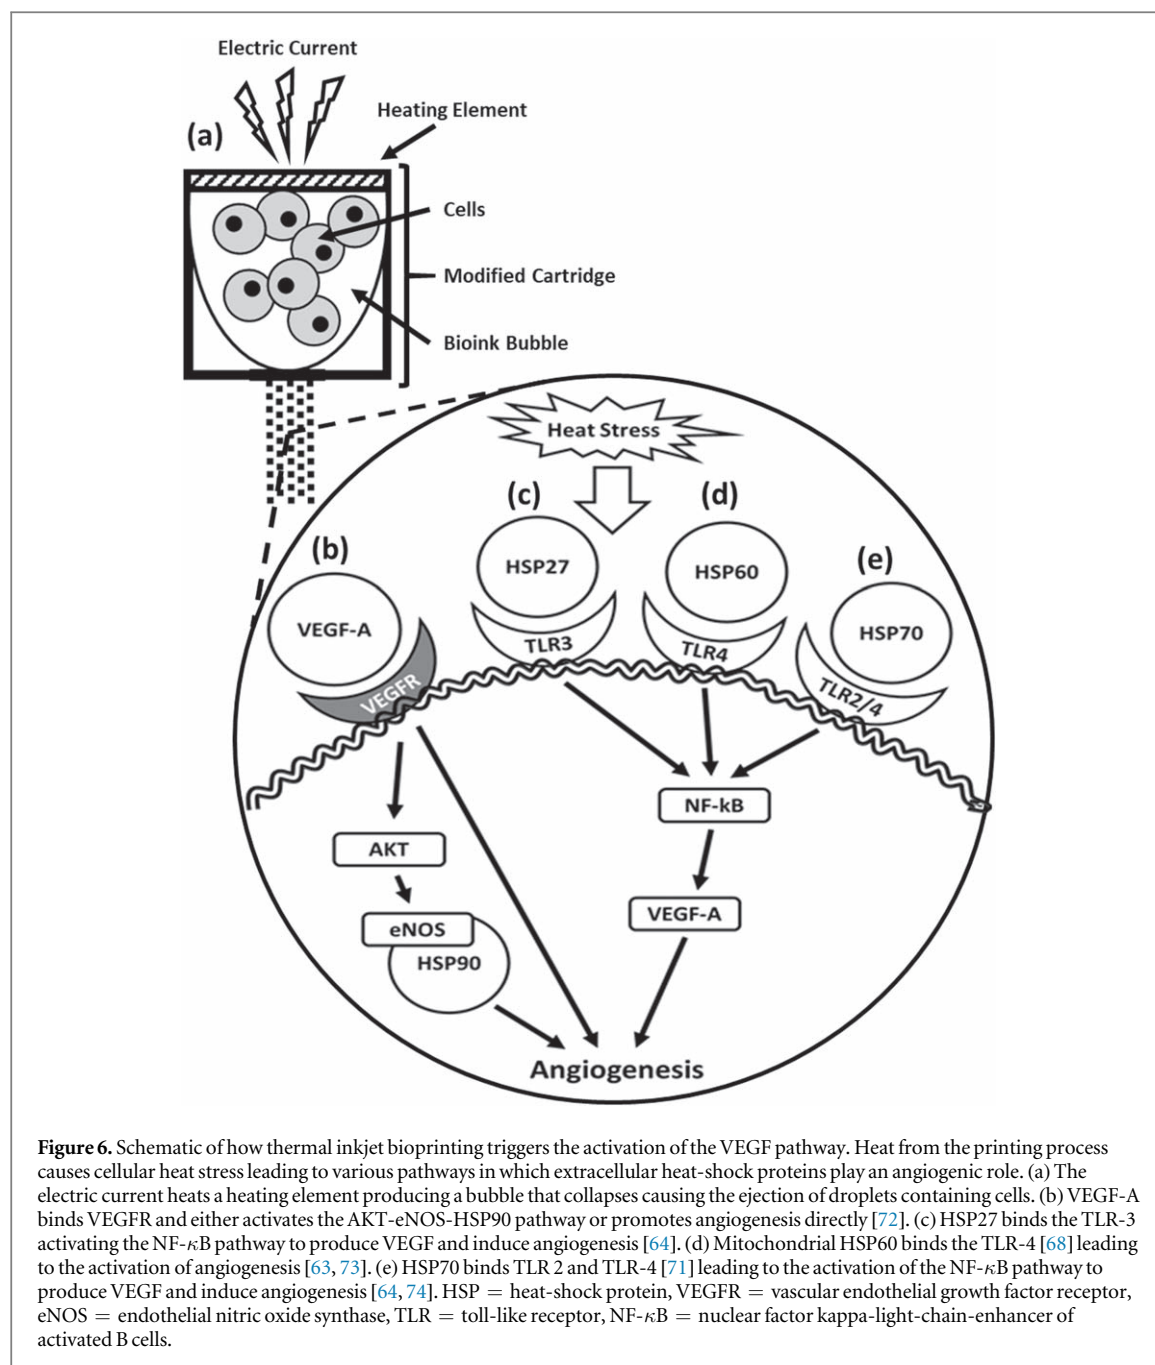 Electric Current
Heating Element
(a)
Cells
Modified Cartridge
Bioink Bubble
Heat Stress
(c)
(d)
(b)
(e)
HSP27
HSP60
VEGF-A
HSP70
TLR3
TLR4
VEGFR
TLR2/4
NF-kB
AKT
VEGF-A
eNOS
HSP90
Angiogenesis
Figure 6. Schematic of how thermal inkjet bioprinting triggers the activation of the VEGF pathway. Heat from the printing process
causes cellular heat stress leading to various pathways in which extracellular heat-shock proteins play an angiogenic role. (a) The
electric current heats a heating element producing a bubble that collapses causing the ejection of droplets containing cells. (b) VEGF-A
binds VEGFR and either activates the AKT-eNOS-HSP90 pathway or promotes angiogenesis directly [72]. (c) HSP27 binds the TLR-3
activating the NF-κB pathway to produce VEGF and induce angiogenesis [64]. (d) Mitochondrial HSP60 binds the TLR-4 [68] leading
to the activation of angiogenesis [63, 73]. (e) HSP70 binds TLR 2 and TLR-4 [71] leading to the activation of the NF-κB pathway to
produce VEGF and induce angiogenesis [64, 74]. HSP = heat-shock protein, VEGFR = vascular endothelial growth factor receptor,
eNOS = endothelial nitric oxide synthase, TLR = toll-like receptor, NF-κB = nuclear factor kappa-light-chain-enhancer of
activated B cells.